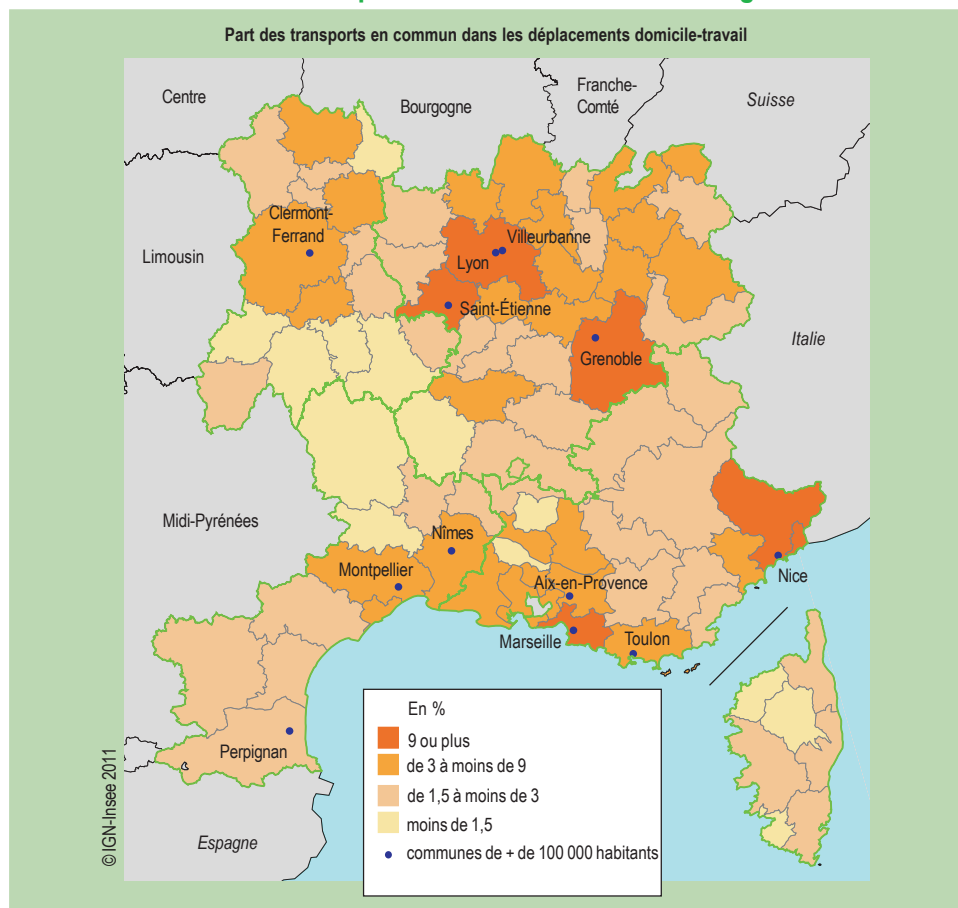 Part des transports en commun dans les déplacements domicile-travail
Centre
Bourgogne
Franche-
Comté
Suisse
Limousin
Clermont-
Ferrand
Villeurbanne
Lyon
Saint-Étienne
Grenoble
Italie
Midi-Pyrénées
Nîmes
Montpellier
Aix-en-Provence
Nice
Marseille
Toulon
Perpignan
Espagne
En %
9 ou plus
de 3 à moins de 9
de 1,5 à moins de 3
moins de 1,5
communes de + de 100 000 habitants
© IGN-Insee 2011